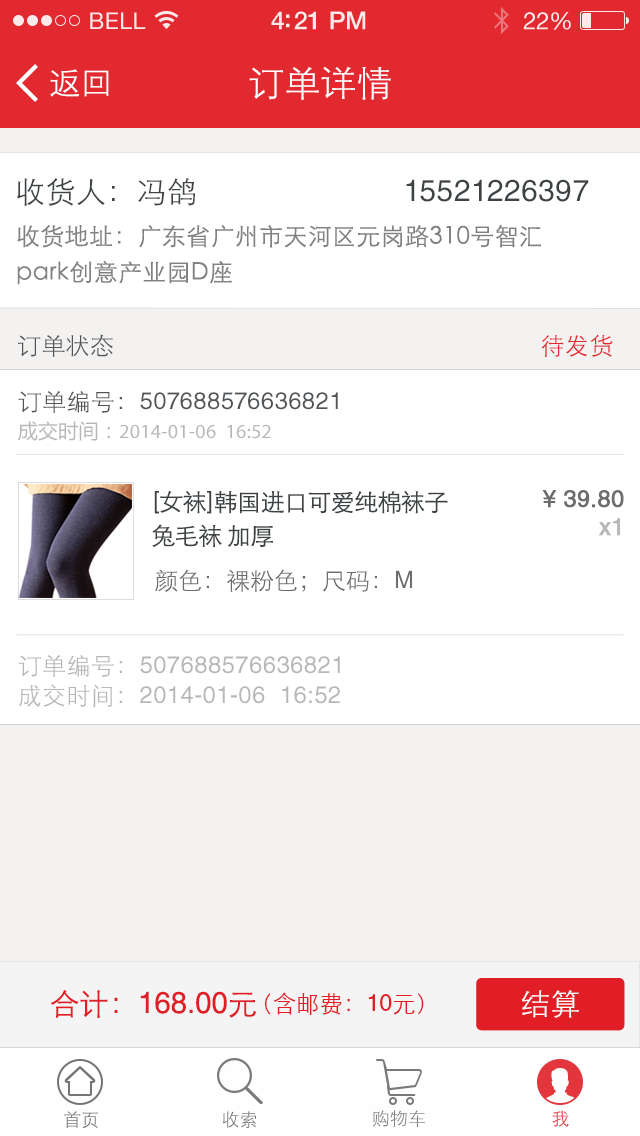 BELL 4:21 PM 22%
返回 订单详情
收货人：冯鸽 15521226397
收货地址：广东省广州市天河区元岗路310号智汇
park创意产业园D座
订单状态 待发货
订单编号：507688576636821
成交时间：2014-01-06 16:52
[女袜]韩国进口可爱纯棉袜子 ¥ 39.80
兔毛袜 加厚 x1
颜色：裸粉色；尺码：M
订单编号：507688576636821
成交时间：2014-01-06 16:52
合计：168.00元（含邮费：10元） 结算
首页 收索 购物车 我